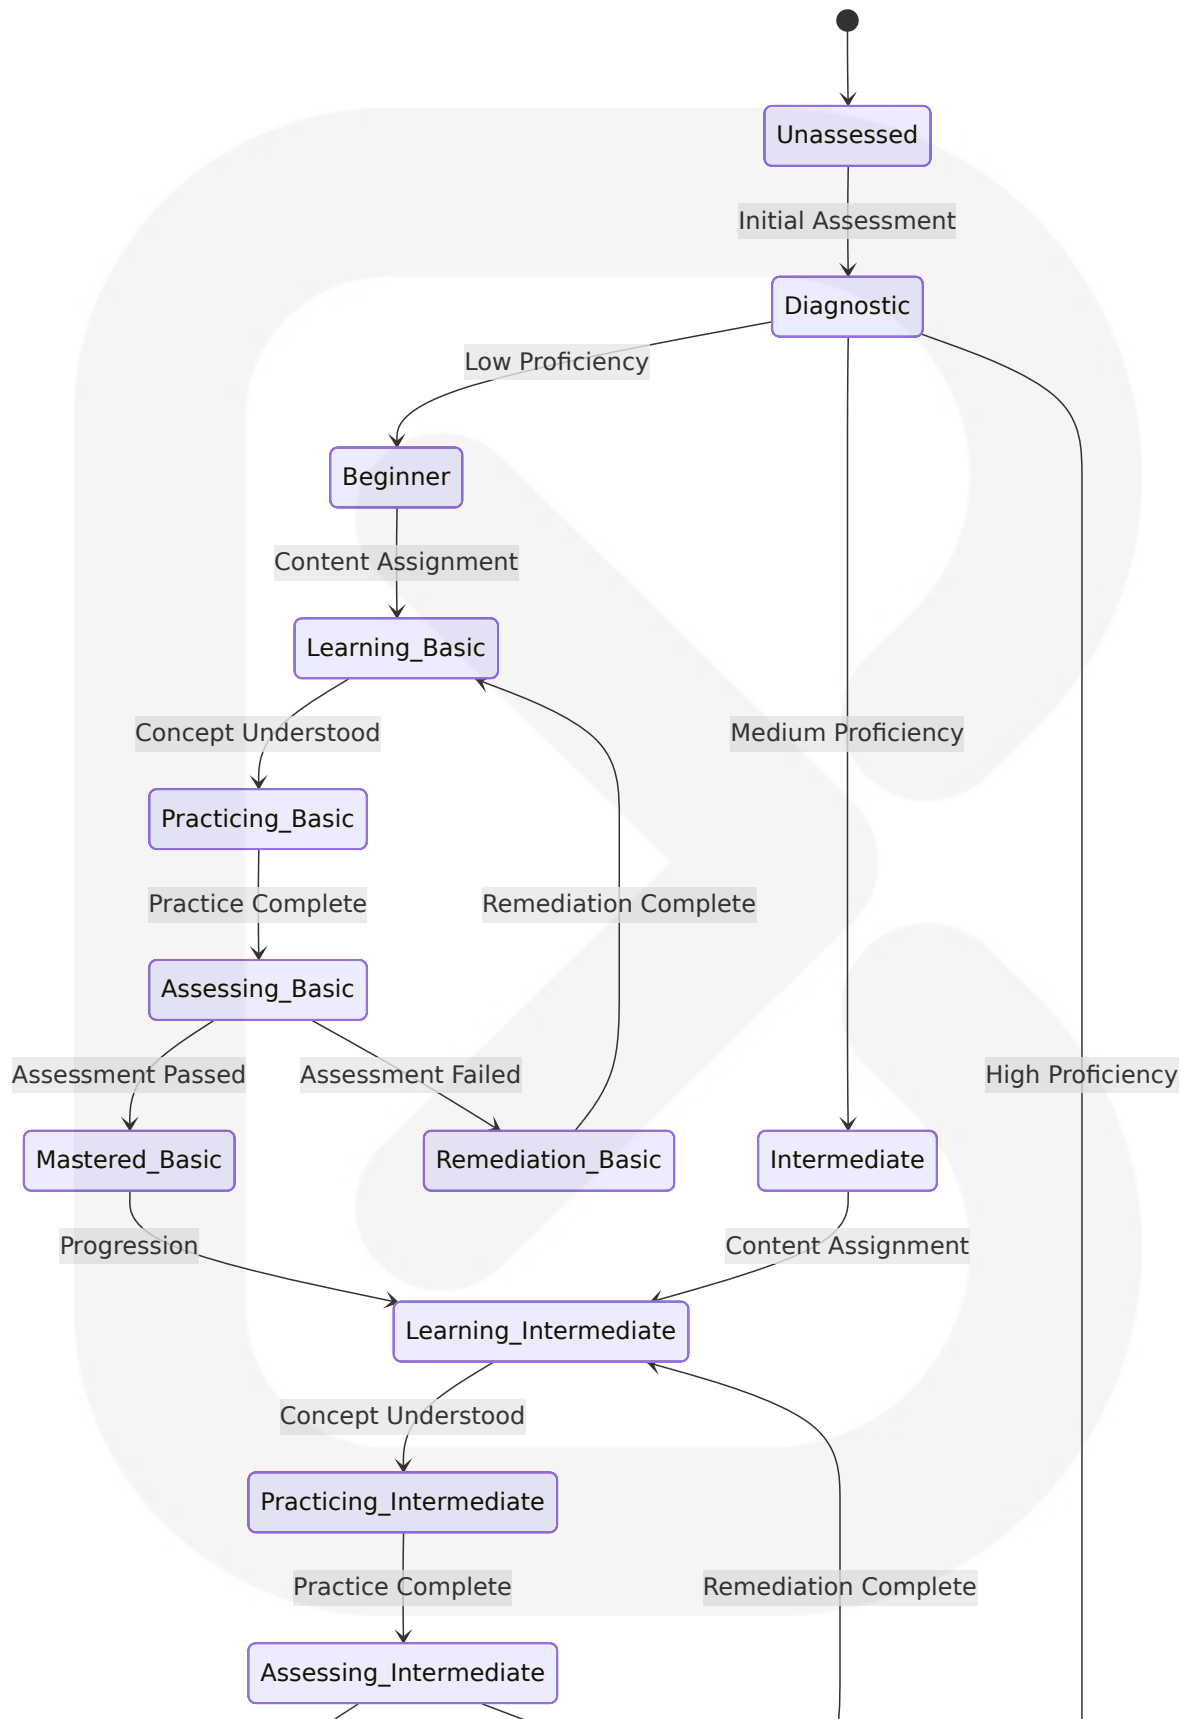 Unassessed
Initial Assessment
Diagnostic
Low Proficiency
Beginner
Content Assignment
Learning_Basic
Concept Understood
Medium Proficiency
Practicing_Basic
Practice Complete
Remediation Complete
Assessing_Basic
Assessment Passed
Assessment Failed
High Proficiency
Mastered_Basic
Remediation_Basic
Intermediate
Progression
Content Assignment
Learning_Intermediate
Concept Understood
Practicing_Intermediate
Practice Complete
Remediation Complete
Assessing_Intermediate